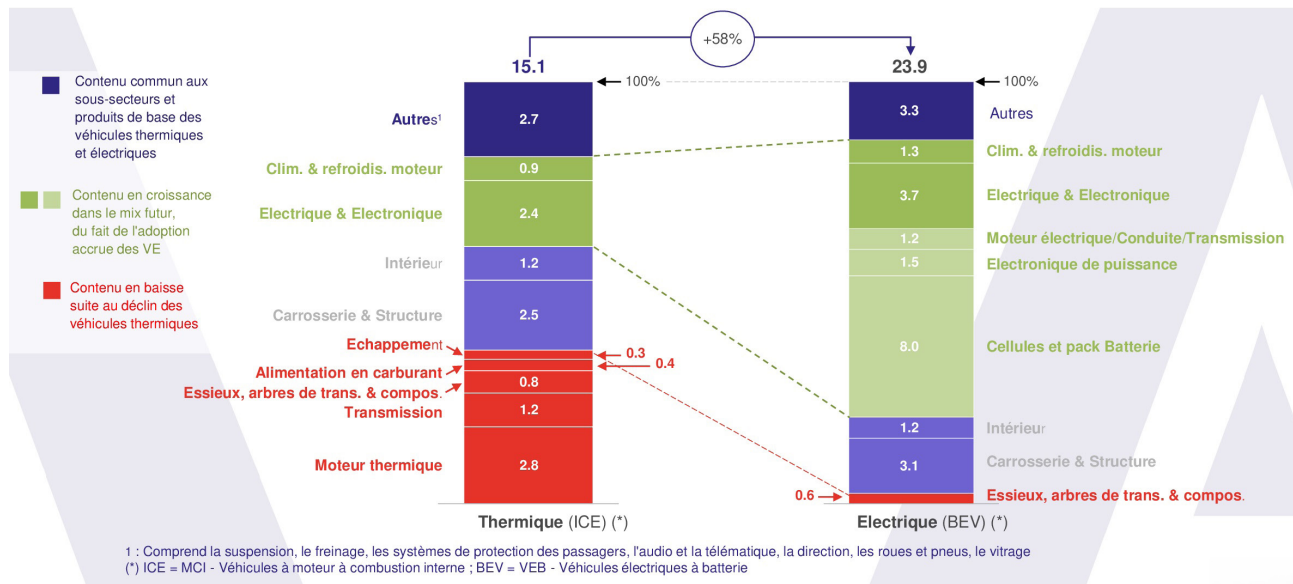 +58%
15.1
23.9
100%
100%
Contenu commun aux
sous-secteurs et
produits de base des
véhicules thermiques
et électriques
Contenu en croissance
dans le mix futur,
du fait de l'adoption
accrue des VE
Contenu en baisse
suite au déclin des
véhicules thermiques
Autres¹ 2.7
Clim. & refroidis. moteur 0.9
Electrique & Electronique 2.4
Intérieur 1.2
Carrosserie & Structure 2.5
Echappement 0.3
Alimentation en carburant 0.4
Essieux, arbres de trans. & compos. 0.8
Transmission 1.2
Moteur thermique 2.8
Thermique (ICE) (*)
3.3 Autres
1.3 Clim. & refroidis. moteur
3.7 Electrique & Electronique
1.2 Moteur électrique/Conduite/Transmission
1.5 Electronique de puissance
8.0 Cellules et pack Batterie
1.2 Intérieur
3.1 Carrosserie & Structure
0.6 Essieux, arbres de trans. & compos.
Electrique (BEV) (*)
1 : Comprend la suspension, le freinage, les systèmes de protection des passagers, l'audio et la télématique, la direction, les roues et pneus, le vitrage
(*) ICE = MCI - Véhicules à moteur à combustion interne ; BEV = VEB - Véhicules électriques à batterie